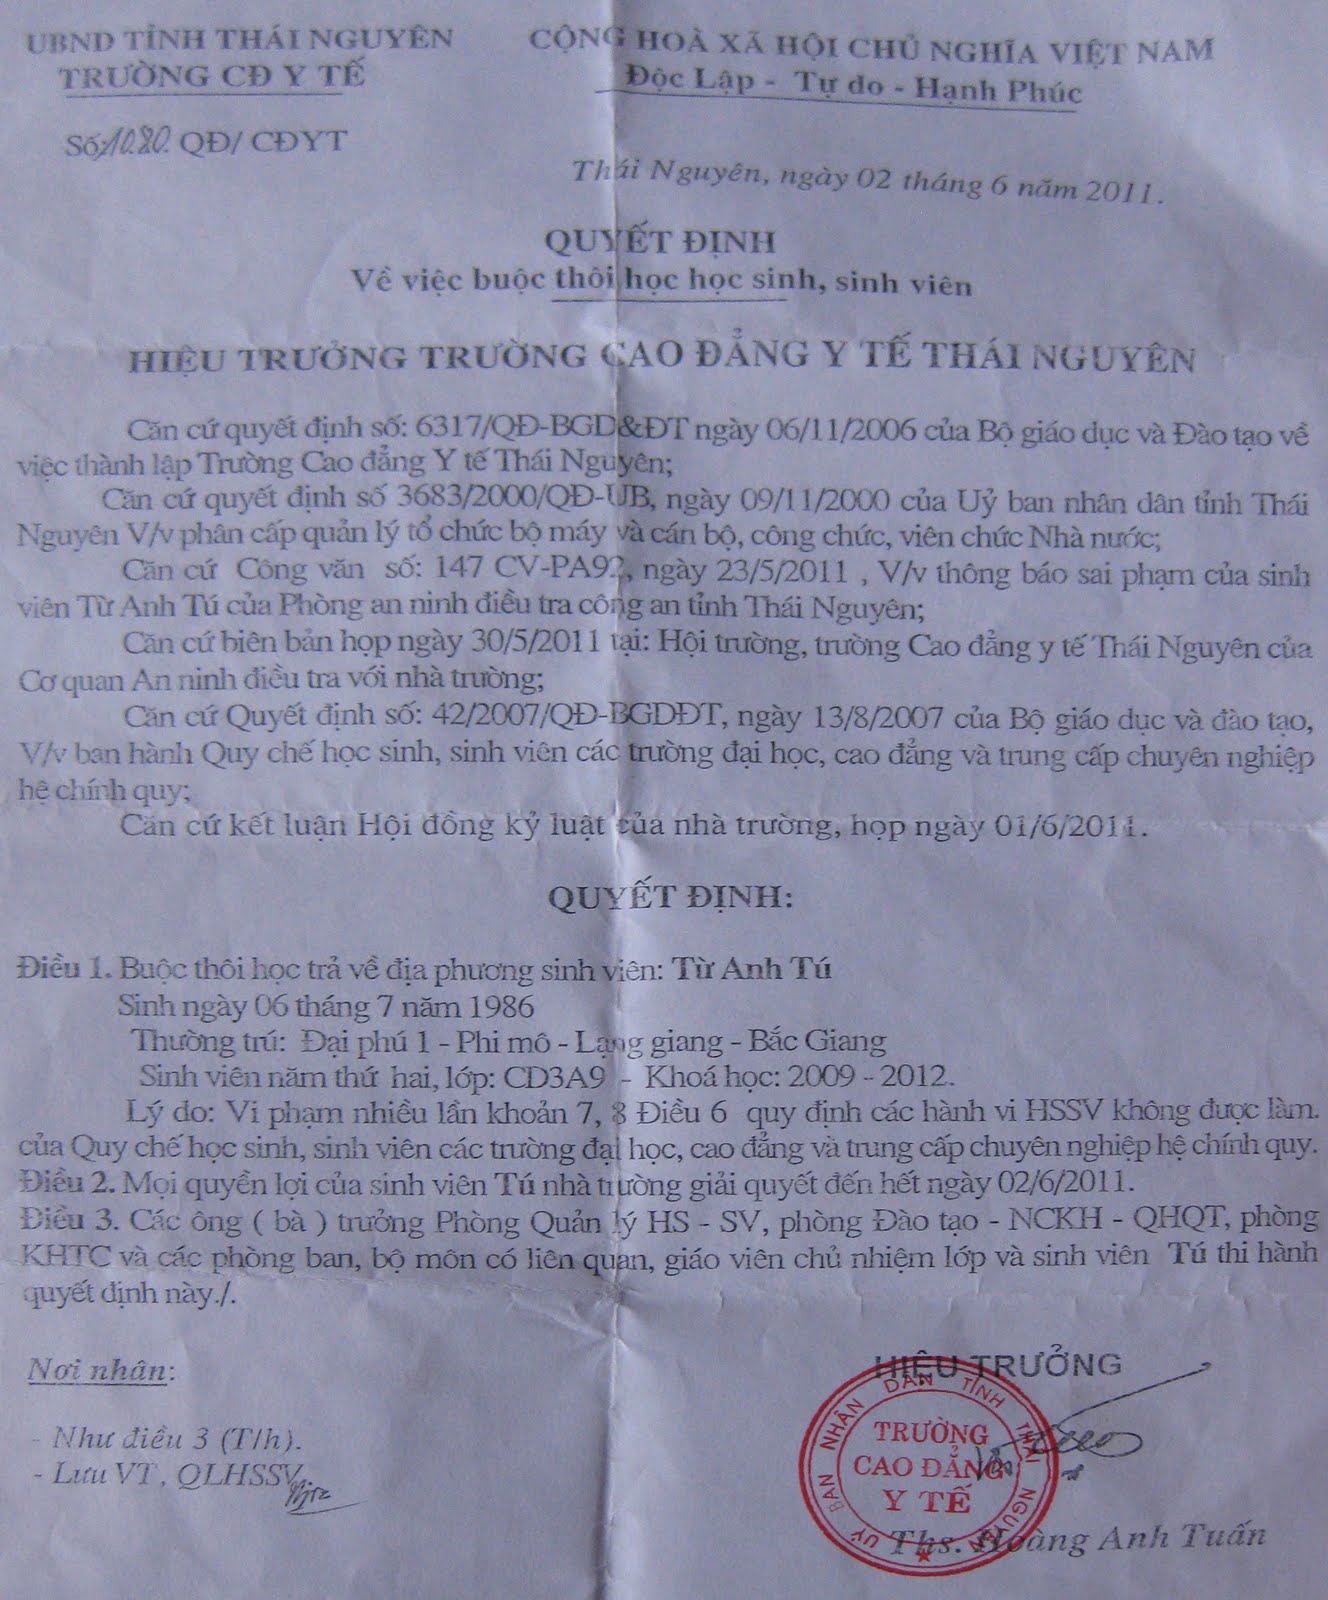 UBND TỈNH THÁI NGUYÊN
TRƯỜNG CĐ Y TẾ
CỘNG HOÀ XÃ HỘI CHỦ NGHĨA VIỆT NAM
Độc Lập - Tự do - Hạnh Phúc
Số: 1080 QĐ/ CĐYT
Thái Nguyên, ngày 02 tháng 6 năm 2011.
QUYẾT ĐỊNH
Về việc buộc thôi học học sinh, sinh viên
HIỆU TRƯỞNG TRƯỜNG CAO ĐẲNG Y TẾ THÁI NGUYÊN
Căn cứ quyết định số: 6317/QĐ-BGD&ĐT ngày 06/11/2006 của Bộ giáo dục và Đào tạo về
việc thành lập Trường Cao đẳng Y tế Thái Nguyên;
Căn cứ quyết định số 3683/2000/QĐ-UB, ngày 09/11/2000 của Uỷ ban nhân dân tỉnh Thái
Nguyên V/v phân cấp quản lý tổ chức bộ máy và cán bộ, công chức, viên chức Nhà nước;
Căn cứ Công văn số: 147 CV-PA92, ngày 23/5/2011 , V/v thông báo sai phạm của sinh
viên Từ Anh Tú của Phòng an ninh điều tra công an tỉnh Thái Nguyên;
Căn cứ biên bản họp ngày 30/5/2011 tại: Hội trường, trường Cao đẳng y tế Thái Nguyên của
Cơ quan An ninh điều tra với nhà trường;
Căn cứ Quyết định số: 42/2007/QĐ-BGDĐT, ngày 13/8/2007 của Bộ giáo dục và đào tạo,
V/v ban hành Quy chế học sinh, sinh viên các trường đại học, cao đẳng và trung cấp chuyên nghiệp
hệ chính quy;
Căn cứ kết luận Hội đồng kỷ luật của nhà trường, họp ngày 01/6/2011.
QUYẾT ĐỊNH:
Điều 1. Buộc thôi học trả về địa phương sinh viên: Từ Anh Tú
Sinh ngày 06 tháng 7 năm 1986
Thường trú: Đại phú 1 - Phi mô - Lạng giang - Bắc Giang
Sinh viên năm thứ hai, lớp: CD3A9 - Khoá học: 2009 - 2012.
Lý do: Vi phạm nhiều lần khoản 7, 8 Điều 6 quy định các hành vi HSSV không được làm.
của Quy chế học sinh, sinh viên các trường đại học, cao đẳng và trung cấp chuyên nghiệp hệ chính quy.
Điều 2. Mọi quyền lợi của sinh viên Tú nhà trường giải quyết đến hết ngày 02/6/2011.
Điều 3. Các ông ( bà ) trưởng Phòng Quản lý HS - SV, phòng Đào tạo - NCKH - QHQT, phòng
KHTC và các phòng ban, bộ môn có liên quan, giáo viên chủ nhiệm lớp và sinh viên Tú thi hành
quyết định này./.
Nơi nhận:
- Như điều 3 (T/h).
- Lưu VT, QLHSSV
HIỆU TRƯỞNG
UỶ BAN NHÂN DÂN TỈNH THÁI NGUYÊN
TRƯỜNG
CAO ĐẲNG
Y TẾ
Ths. Hoàng Anh Tuấn